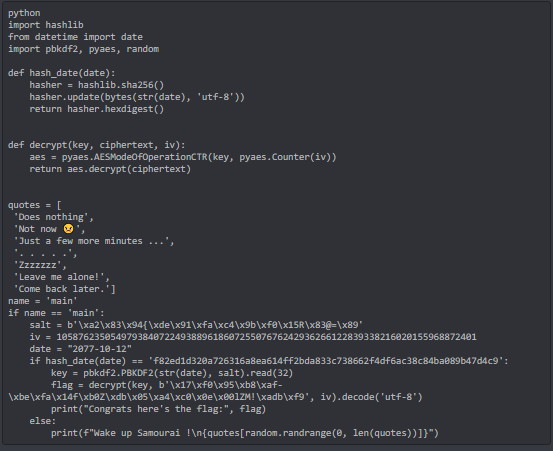 python
import hashlib
from datetime import date
import pbkdf2, pyaes, random
def hash_date(date):
hasher = hashlib.sha256()
hasher.update(bytes(str(date), 'utf-8'))
return hasher.hexdigest()
def decrypt(key, ciphertext, iv):
aes = pyaes.AESModeOfOperationCTR(key, pyaes.Counter(iv))
return aes.decrypt(ciphertext)
quotes = [
'Does nothing',
'Not now 😴',
'Just a few more minutes ...',
'. . . . .',
'Zzzzzzz',
'Leave me alone!',
'Come back later.']
name = 'main'
if name == 'main':
salt = b'\xa2\x83\x94{\xde\x91\xfa\xc4\x9b\xf0\x15R\x83@=\x89'
iv = 105876235054979384072249388961860725507676242936266122839338216020155968872401
date = "2077-10-12"
if hash_date(date) == 'f82ed1d320a726316a8ea614ff2bda833c738662f4df6ac38c84ba089b47d4c9':
key = pbkdf2.PBKDF2(str(date), salt).read(32)
flag = decrypt(key, b'\x17\xf0\x95\xb8\xaf-
\xbe\xfa\x14f\xb0Z\xdb\x05\xa4\xc0\x0e\x00lZM!\xadb\xf9', iv).decode('utf-8')
print("Congrats here's the flag:", flag)
else:
print(f"Wake up Samourai !\n{quotes[random.randrange(0, len(quotes))]}")